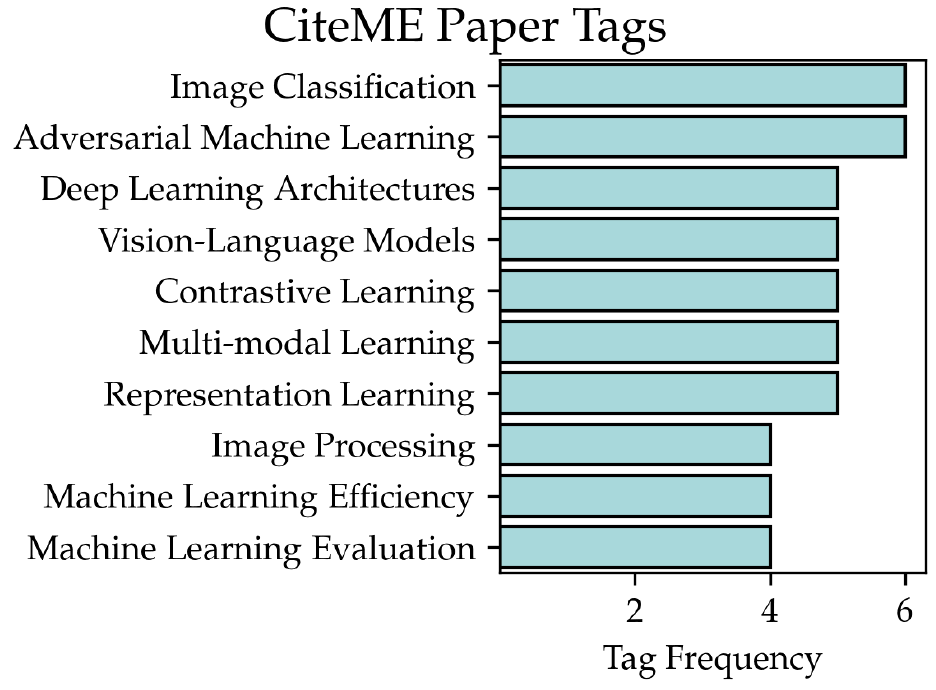 CiteME Paper Tags
Image Classification
Adversarial Machine Learning
Deep Learning Architectures
Vision-Language Models
Contrastive Learning
Multi-modal Learning
Representation Learning
Image Processing
Machine Learning Efficiency
Machine Learning Evaluation
2 4 6
Tag Frequency